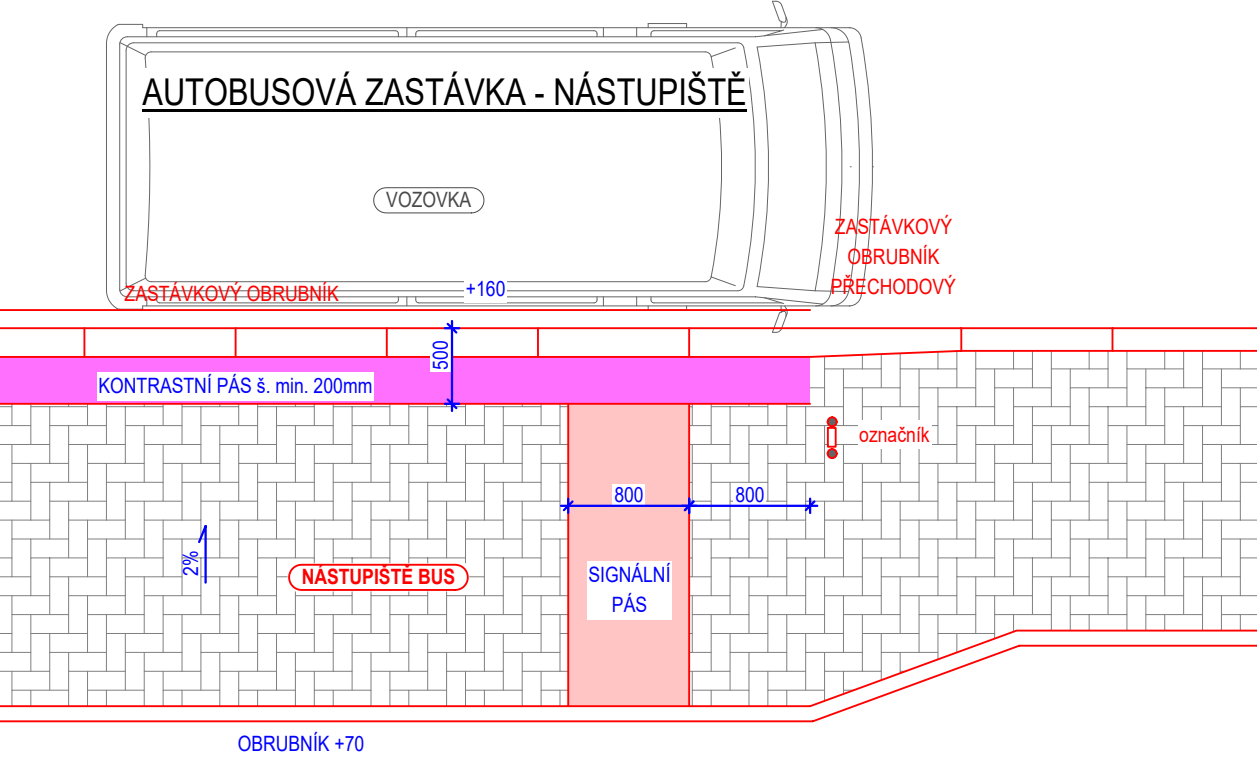 AUTOBUSOVÁ ZASTÁVKA - NÁSTUPIŠTĚ
VOZOVKA
ZASTÁVKOVÝ
OBRUBNÍK
PŘECHODOVÝ
ZASTÁVKOVÝ OBRUBNÍK
+160
500
KONTRASTNÍ PÁS š. min. 200mm
označník
800
800
2%
NÁSTUPIŠTĚ BUS
SIGNÁLNÍ
PÁS
OBRUBNÍK +70